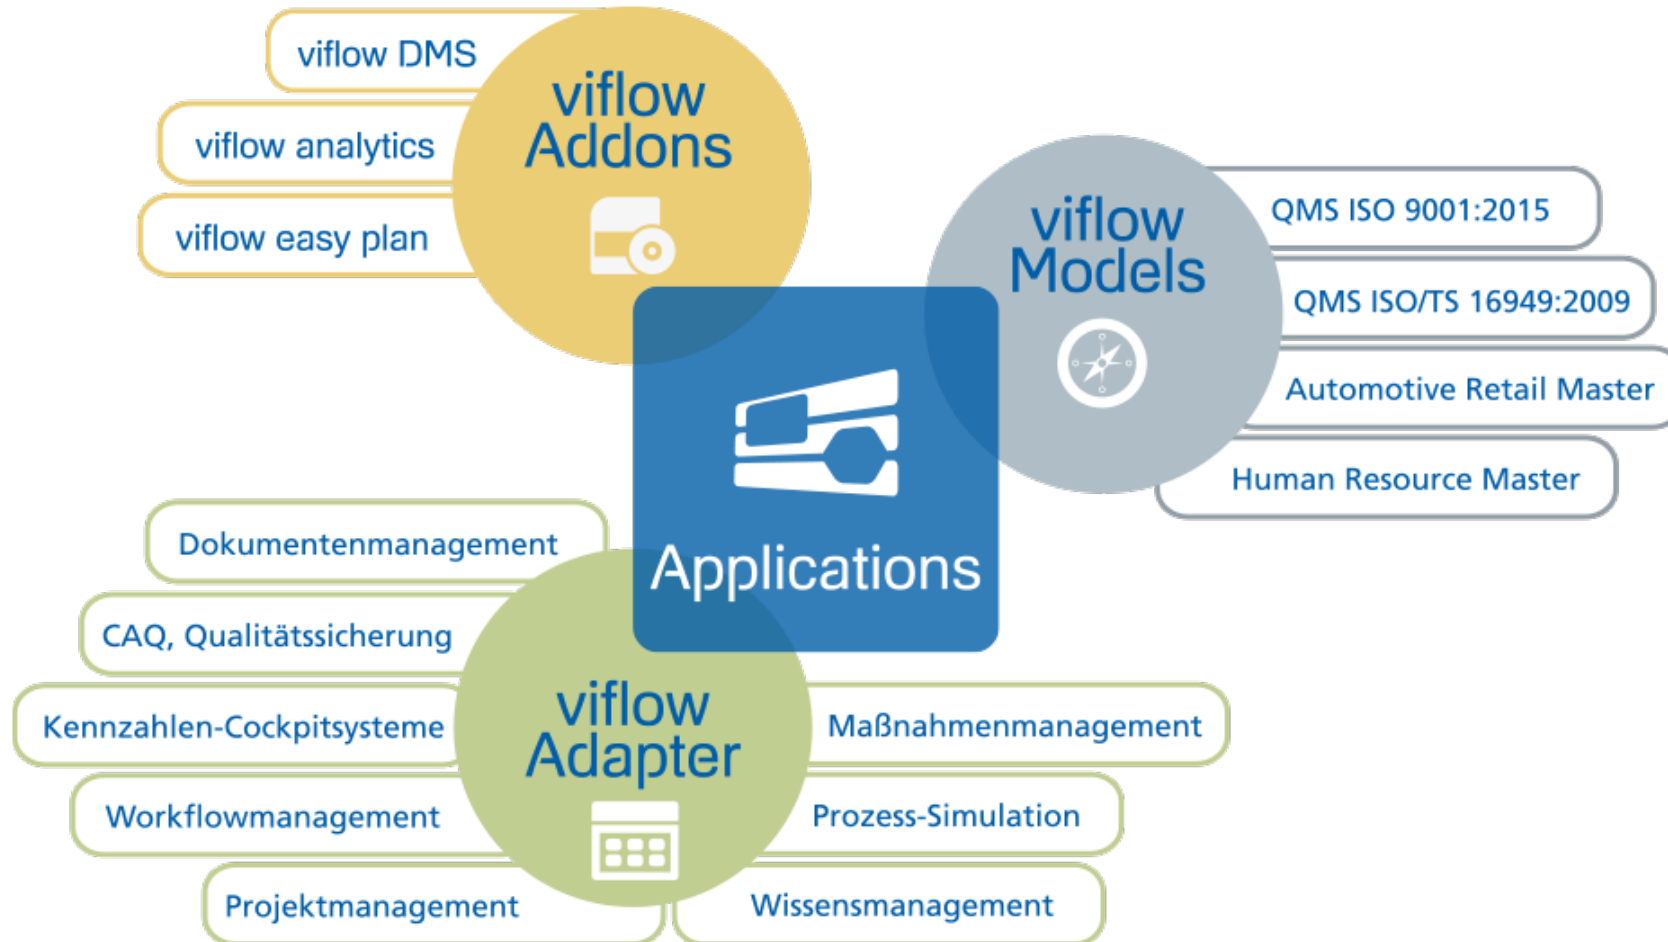 viflow DMS
viflow analytics
viflow easy plan
viflow
Addons
viflow
Models
QMS ISO 9001:2015
QMS ISO/TS 16949:2009
Automotive Retail Master
Human Resource Master
Applications
Dokumentenmanagement
CAQ, Qualitätssicherung
Kennzahlen-Cockpitsysteme
Workflowmanagement
Projektmanagement
viflow
Adapter
Maßnahmenmanagement
Prozess-Simulation
Wissensmanagement